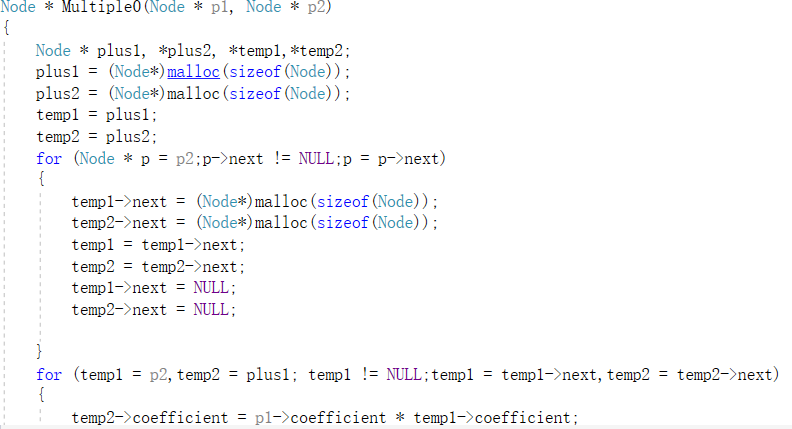 Node * Multiple0(Node * p1, Node * p2)
{
Node * plus1, *plus2, *temp1,*temp2;
plus1 = (Node*)malloc(sizeof(Node));
plus2 = (Node*)malloc(sizeof(Node));
temp1 = plus1;
temp2 = plus2;
for (Node * p = p2;p->next != NULL;p = p->next)
{
temp1->next = (Node*)malloc(sizeof(Node));
temp2->next = (Node*)malloc(sizeof(Node));
temp1 = temp1->next;
temp2 = temp2->next;
temp1->next = NULL;
temp2->next = NULL;
}
for (temp1 = p2,temp2 = plus1; temp1 != NULL;temp1 = temp1->next,temp2 = temp2->next)
{
temp2->coefficient = p1->coefficient * temp1->coefficient;